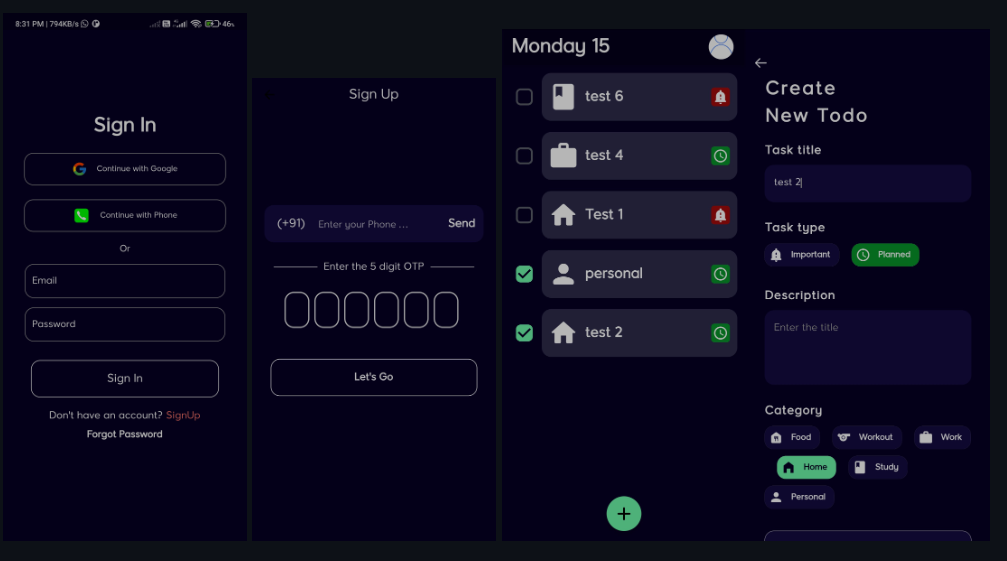 8:31 PM | 794KB/s
46%
Sign In
Continue with Google
Continue with Phone
Or
Email
Password
Sign In
Don't have an account? SignUp
Forgot Password
Sign Up
(+91) Enter your Phone ... Send
Enter the 5 digit OTP
Let's Go
Monday 15
test 6
test 4
Test 1
personal
test 2
Create
New Todo
Task title
test 2
Task type
Important Planned
Description
Enter the title
Category
Food Workout Work
Home Study
Personal